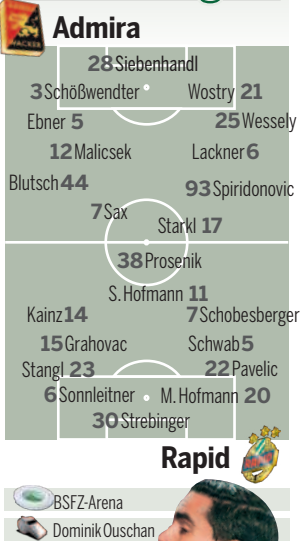 Admira
WACKER
28 Siebenhandl
3 Schößwendter Wostry 21
Ebner 5 25 Wessely
12 Malicsek Lackner 6
Blutsch 44 93 Spiridonovic
7 Sax
Starkl 17
38 Prosenik
S. Hofmann 11
Kainz 14 7 Schobesberger
15 Grahovac Schwab 5
Stangl 23 22 Pavelic
6 Sonnleitner M. Hofmann 20
30 Strebinger
Rapid
BSFZ-Arena
Dominik Ouschan